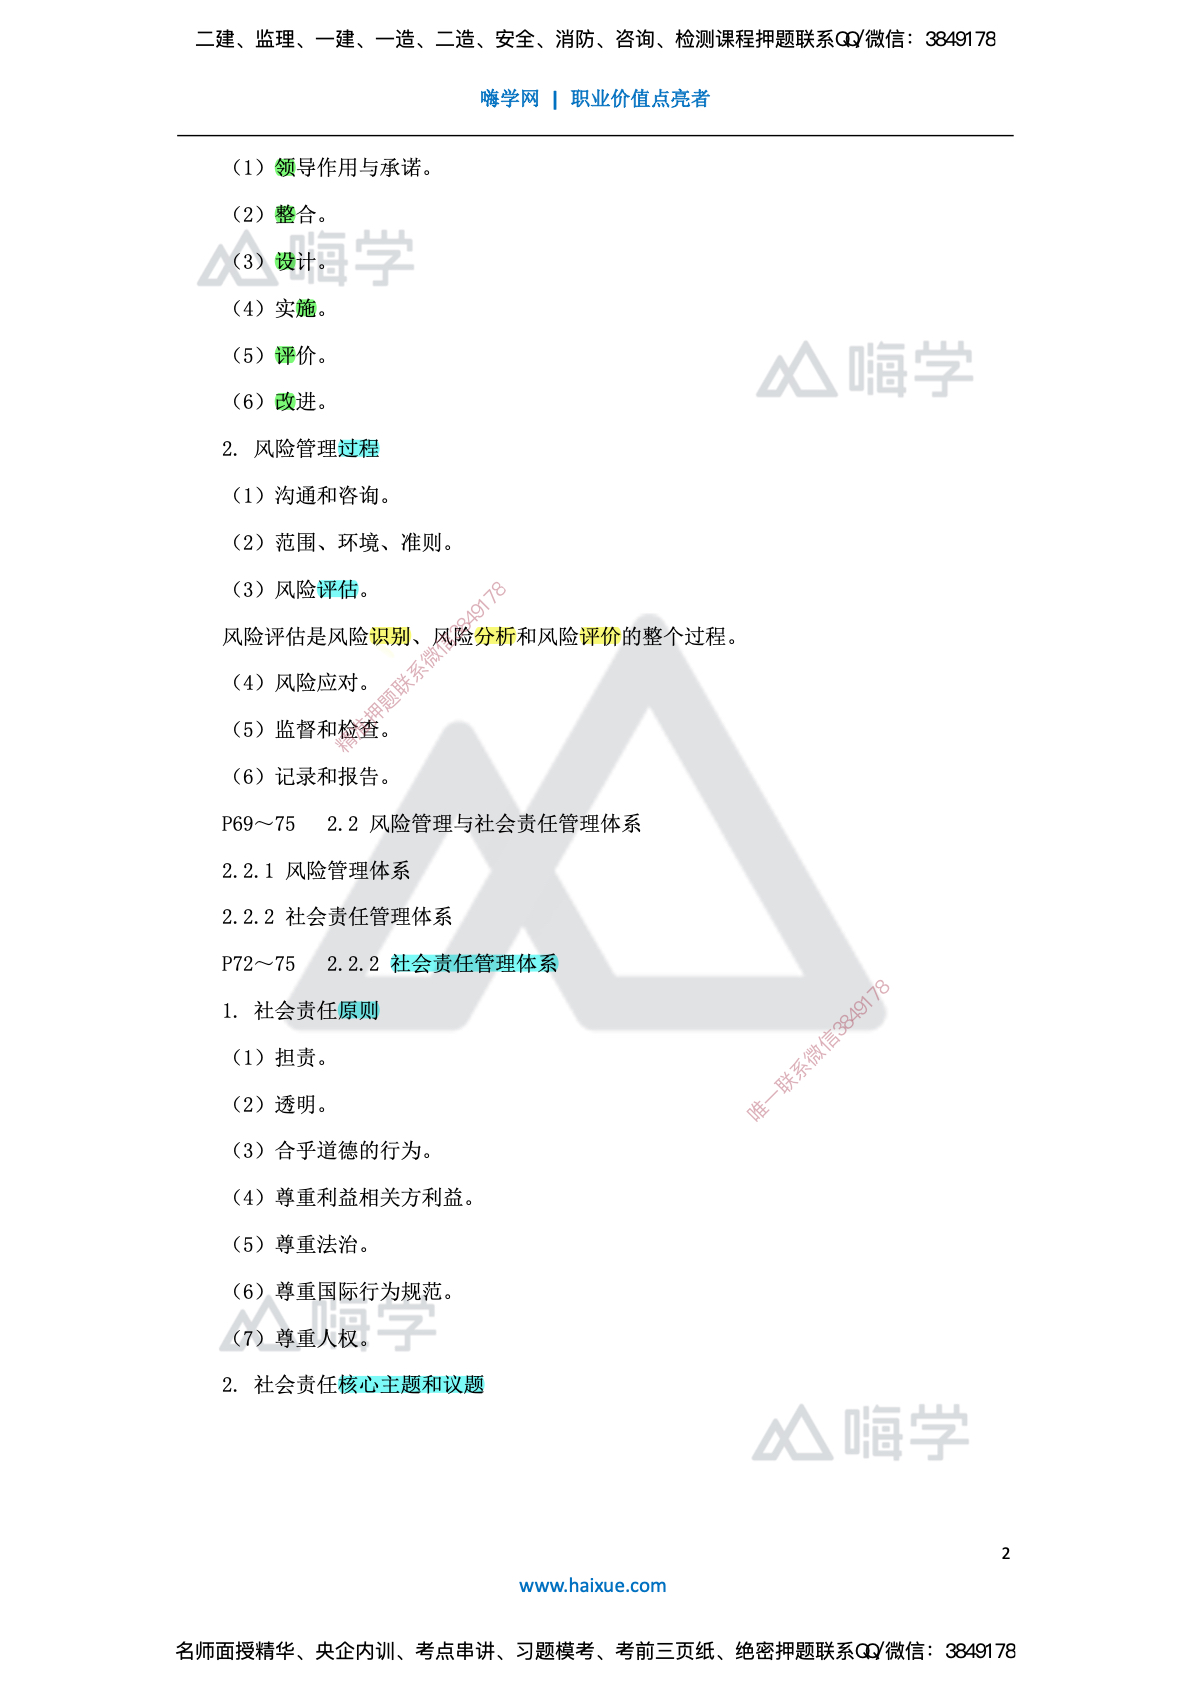 二建、监理、一建、一造、二造、安全、消防、咨询、检测课程押题联系QQ/微信：3849178
嗨学网 | 职业价值点亮者
（1）领导作用与承诺。
（2）整合。
嗨学
（3）设计。
（4）实施。
（5）评价。
嗨学
（6）改进。
2. 风险管理过程
（1）沟通和咨询。
（2）范围、环境、准则。
（3）风险评估。
风险评估是风险识别、风险分析和风险评价的整个过程。
精准押题联系微信3849178
（4）风险应对。
（5）监督和检查。
（6）记录和报告。
P69～75 2.2 风险管理与社会责任管理体系
2.2.1 风险管理体系
2.2.2 社会责任管理体系
P72～75 2.2.2 社会责任管理体系
1. 社会责任原则
（1）担责。
唯一联系微信3849178
（2）透明。
（3）合乎道德的行为。
（4）尊重利益相关方利益。
（5）尊重法治。
（6）尊重国际行为规范。
嗨学
（7）尊重人权。
2. 社会责任核心主题和议题
嗨学
2
www.haixue.com
名师面授精华、央企内训、考点串讲、习题模考、考前三页纸、绝密押题联系QQ/微信：3849178